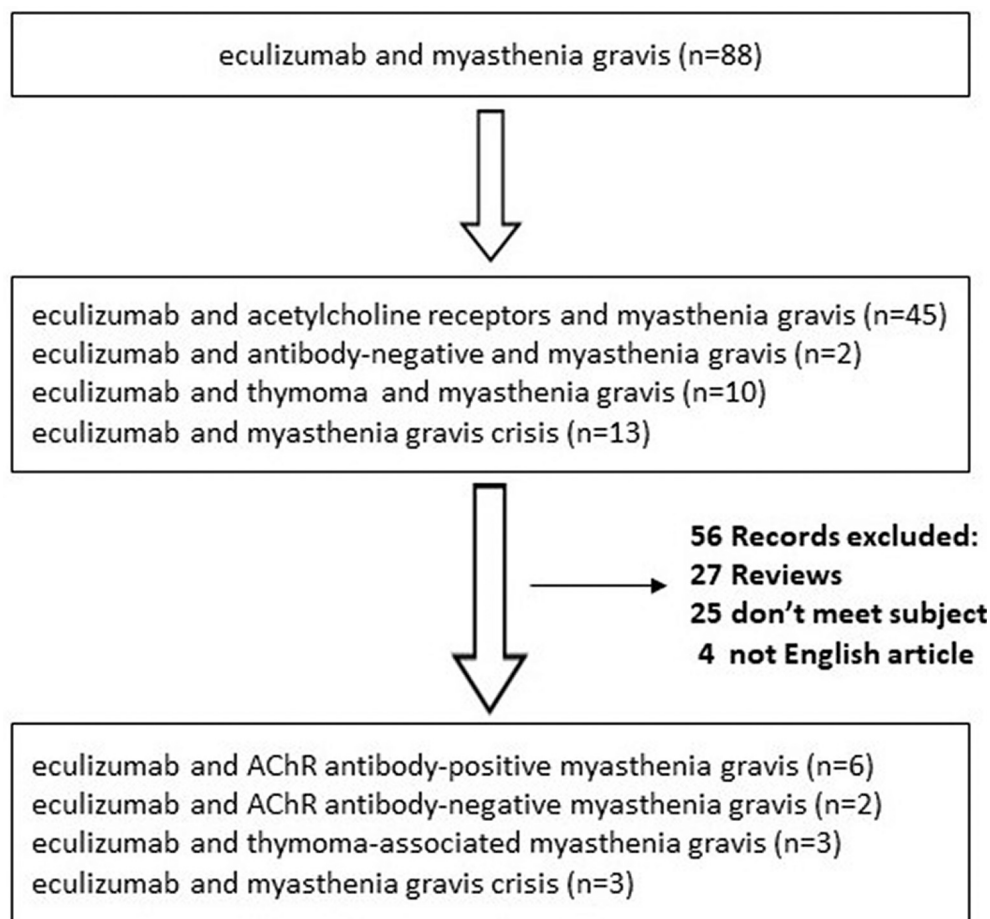 eculizumab and myasthenia gravis (n=88)
eculizumab and acetylcholine receptors and myasthenia gravis (n=45)
eculizumab and antibody-negative and myasthenia gravis (n=2)
eculizumab and thymoma and myasthenia gravis (n=10)
eculizumab and myasthenia gravis crisis (n=13)
56 Records excluded:
27 Reviews
25 don’t meet subject
4 not English article
eculizumab and AChR antibody-positive myasthenia gravis (n=6)
eculizumab and AChR antibody-negative myasthenia gravis (n=2)
eculizumab and thymoma-associated myasthenia gravis (n=3)
eculizumab and myasthenia gravis crisis (n=3)